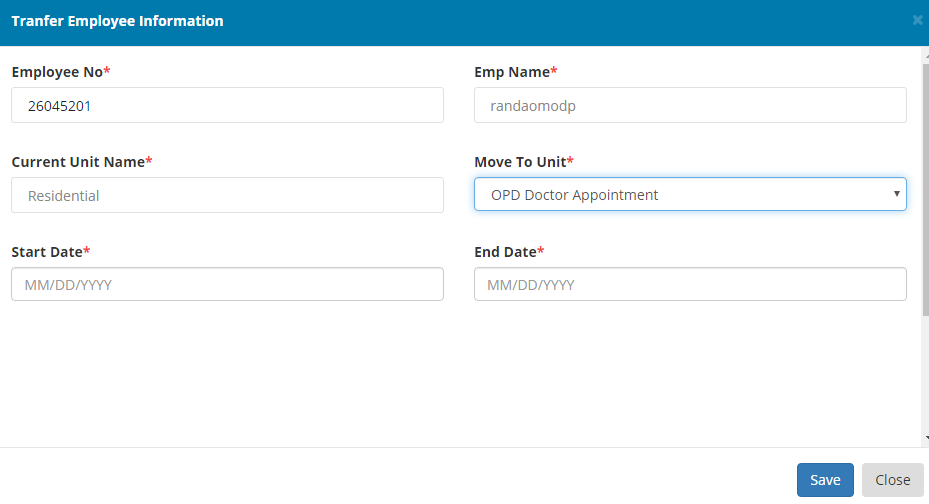 Tranfer Employee Information
×
Employee No*
Emp Name*
26045201
randaomodp
Current Unit Name*
Move To Unit*
Residential
OPD Doctor Appointment
Start Date*
End Date*
MM/DD/YYYY
MM/DD/YYYY
Save
Close